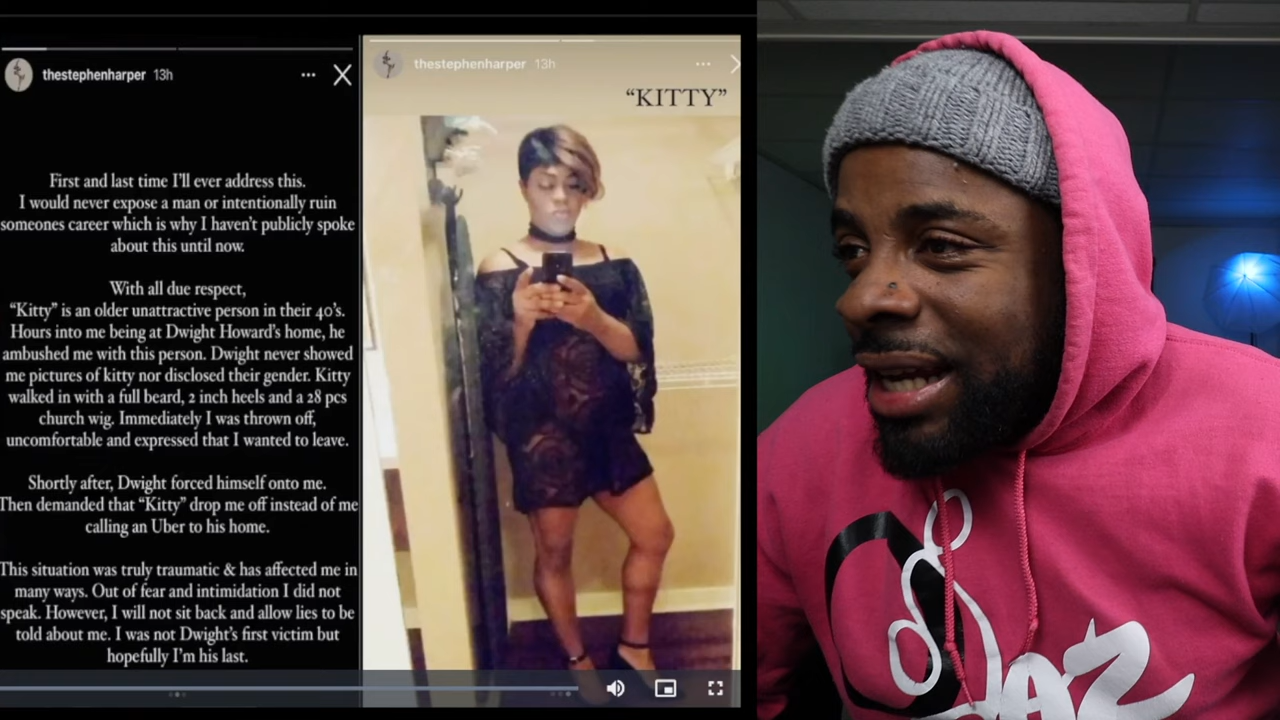 thestephenharper 13h
First and last time I'll ever address this.
I would never expose a man or intentionally ruin
someones career which is why I haven't publicly spoke
about this until now.
With all due respect,
“Kitty” is an older unattractive person in their 40's.
Hours into me being at Dwight Howard's home, he
ambushed me with this person. Dwight never showed
me pictures of kitty nor disclosed their gender. Kitty
walked in with a full beard, 2 inch heels and a 28 pcs
church wig. Immediately I was thrown off,
uncomfortable and expressed that I wanted to leave.
Shortly after, Dwight forced himself onto me.
Then demanded that “Kitty” drop me off instead of me
calling an Uber to his home.
This situation was truly traumatic & has affected me in
many ways. Out of fear and intimidation I did not
speak. However, I will not sit back and allow lies to be
told about me. I was not Dwight's first victim but
hopefully I'm his last.
thestephenharper 13h
“KITTY”